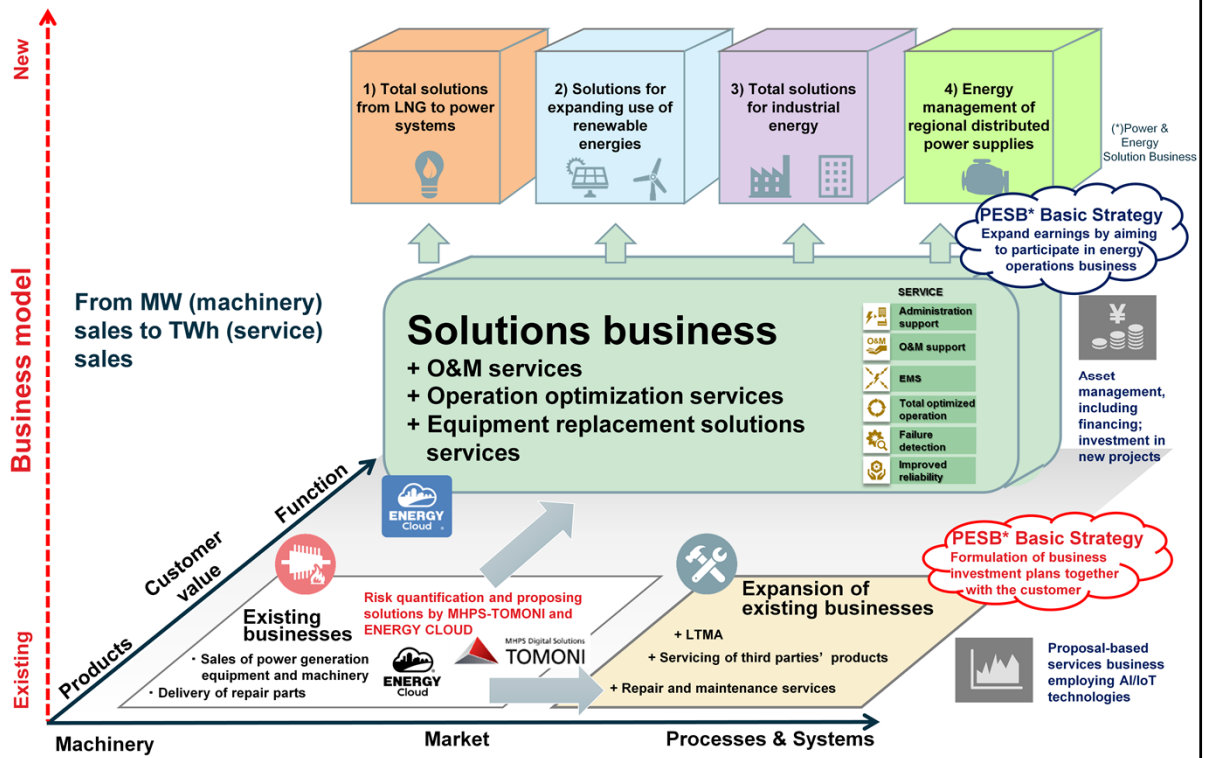 New
Business model
Existing
1) Total solutions
from LNG to power
systems
2) Solutions for
expanding use of
renewable
energies
3) Total solutions
for industrial
energy
4) Energy
management of
regional distributed
power supplies
(*)Power &
Energy
Solution Business
PESB* Basic Strategy
Expand earnings by aiming
to participate in energy
operations business
From MW (machinery)
sales to TWh (service)
sales
Solutions business
+ O&M services
+ Operation optimization services
+ Equipment replacement solutions
services
SERVICE
Administration
support
O&M
O&M support
EMS
Total optimized
operation
Failure
detection
Improved
reliability
¥
Asset
management,
including
financing;
investment in
new projects
ENERGY
Cloud
Function
Customer
value
Products
PESB* Basic Strategy
Formulation of business
investment plans together
with the customer
Existing
businesses
・Sales of power generation
equipment and machinery
・Delivery of repair parts
Risk quantification and proposing
solutions by MHPS-TOMONI and
ENERGY CLOUD
ENERGY
Cloud
MHPS Digital Solutions
TOMONI
Expansion of
existing businesses
+ LTMA
+ Servicing of third parties’ products
+ Repair and maintenance services
Proposal-based
services business
employing AI/IoT
technologies
Machinery
Market
Processes & Systems